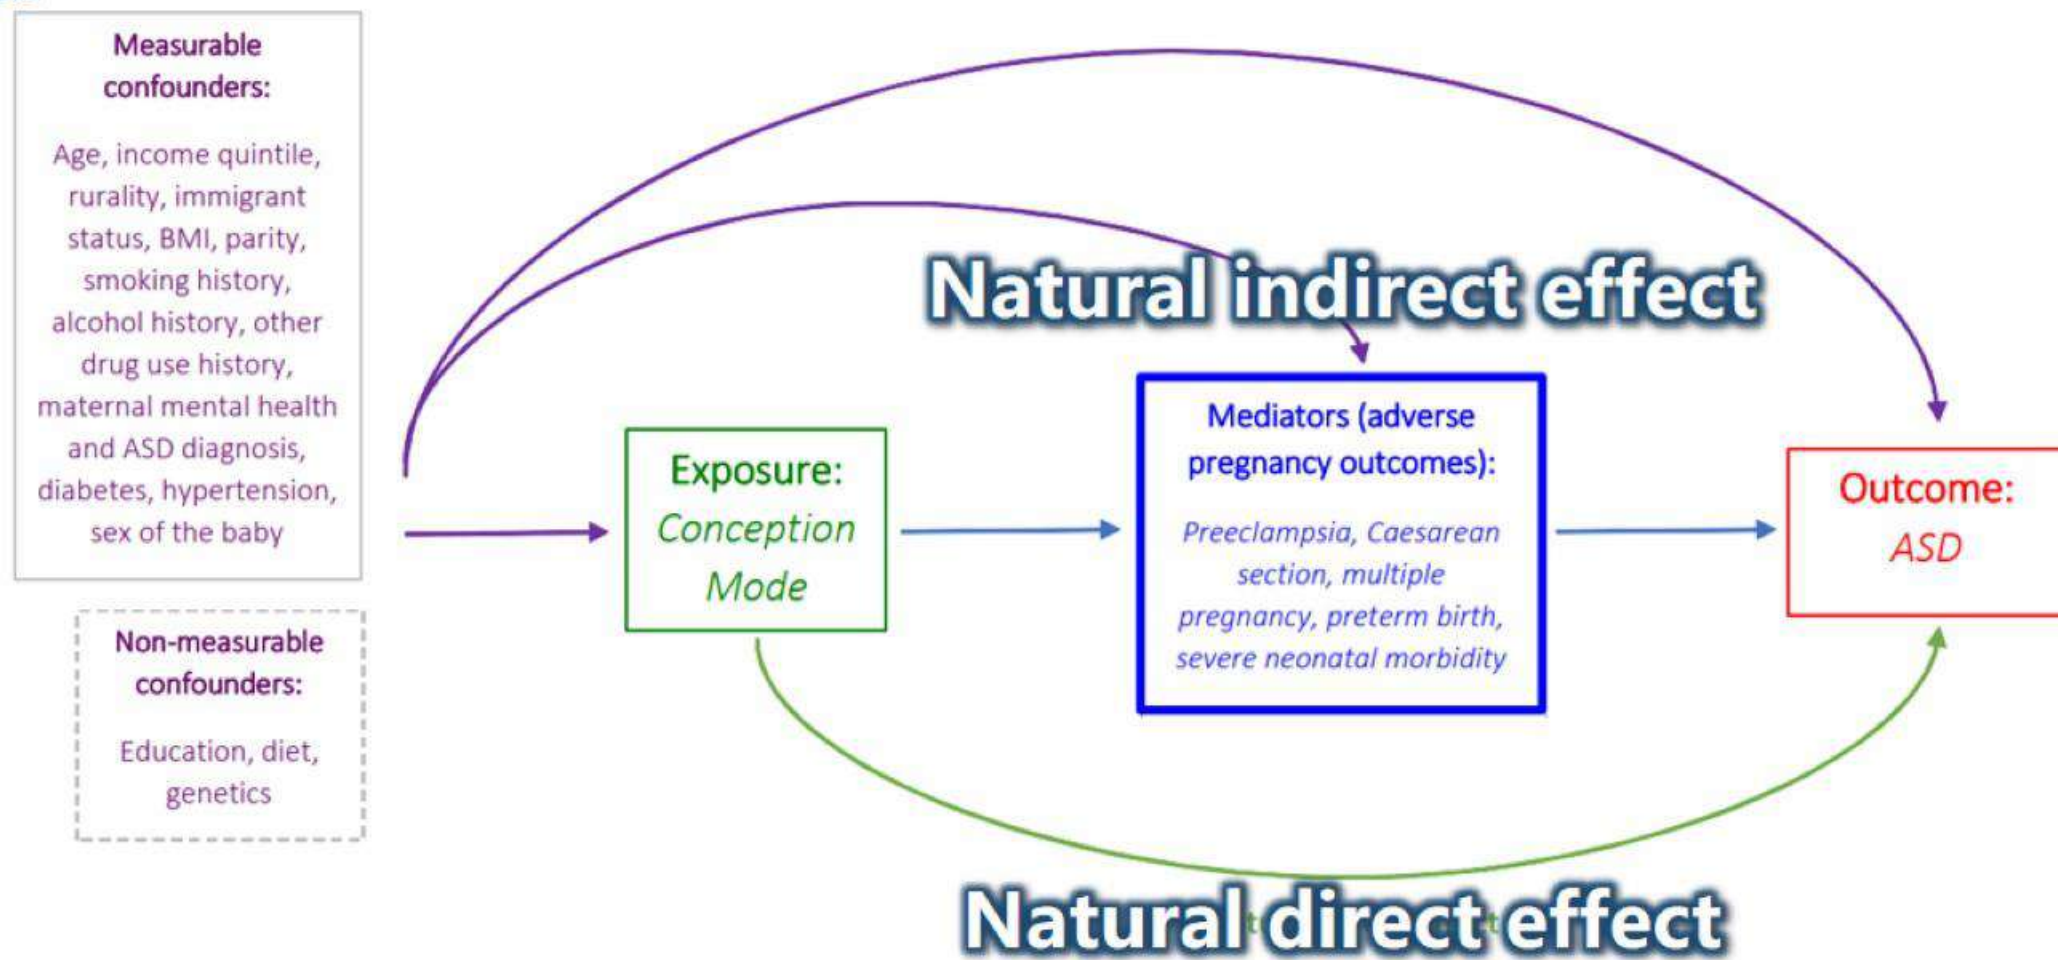 Measurable
confounders:
Age, income quintile,
rurality, immigrant
status, BMI, parity,
smoking history,
alcohol history, other
drug use history,
maternal mental health
and ASD diagnosis,
diabetes, hypertension,
sex of the baby
Non-measurable
confounders:
Education, diet,
genetics
Natural indirect effect
Exposure:
Conception
Mode
Mediators (adverse
pregnancy outcomes):
Preeclampsia, Caesarean
section, multiple
pregnancy, preterm birth,
severe neonatal morbidity
Outcome:
ASD
Natural direct effect